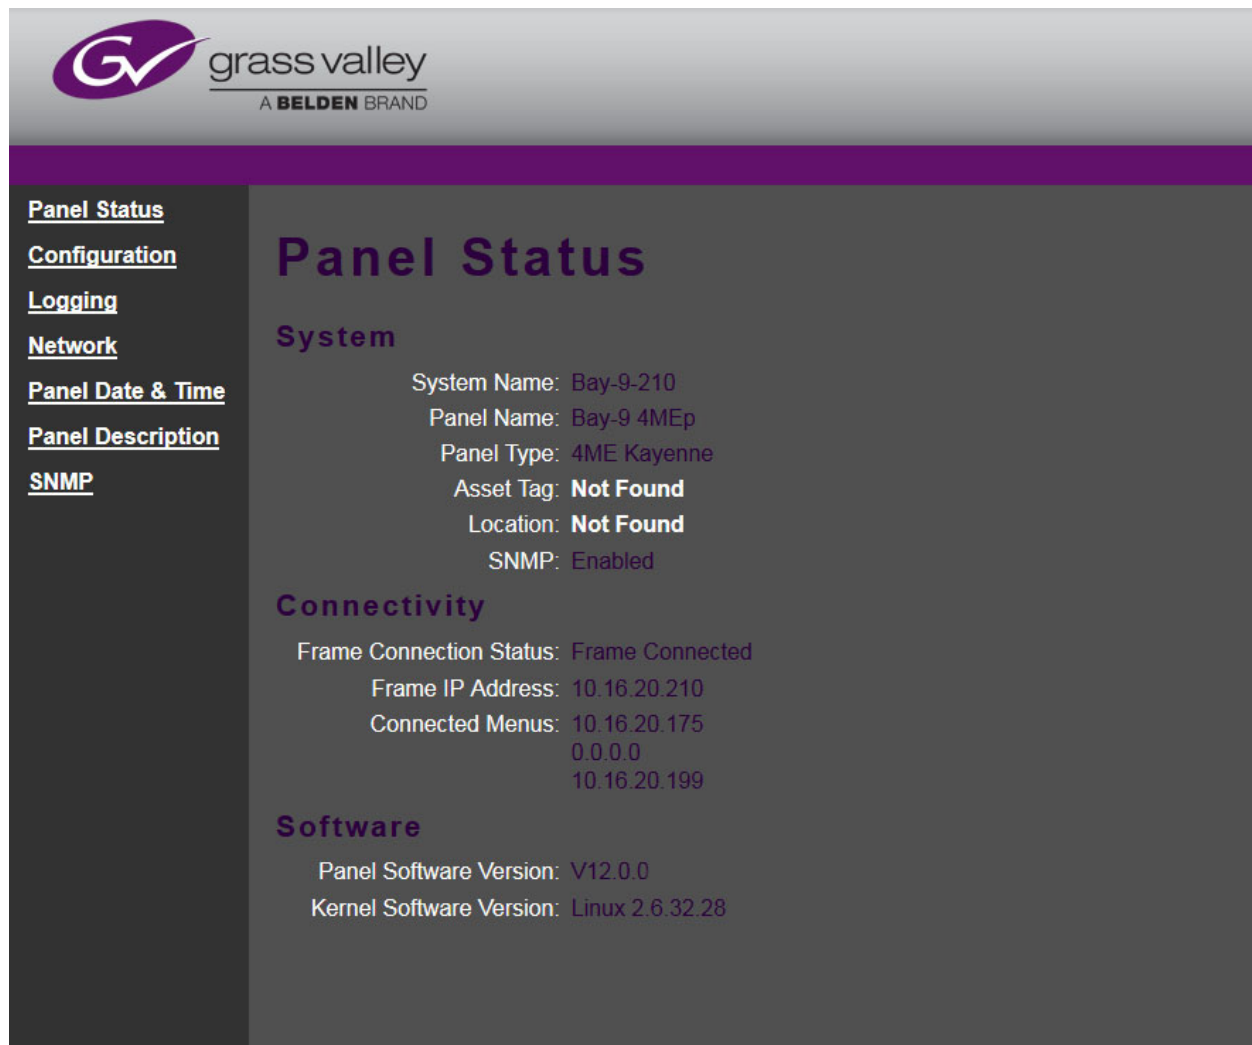 GV grass valley
A BELDEN BRAND
Panel Status
Configuration
Logging
Network
Panel Date & Time
Panel Description
SNMP
Panel Status
System
System Name: Bay-9-210
Panel Name: Bay-9 4MEp
Panel Type: 4ME Kayenne
Asset Tag: Not Found
Location: Not Found
SNMP: Enabled
Connectivity
Frame Connection Status: Frame Connected
Frame IP Address: 10.16.20.210
Connected Menus: 10.16.20.175
0.0.0.0
10.16.20.199
Software
Panel Software Version: V12.0.0
Kernel Software Version: Linux 2.6.32.28